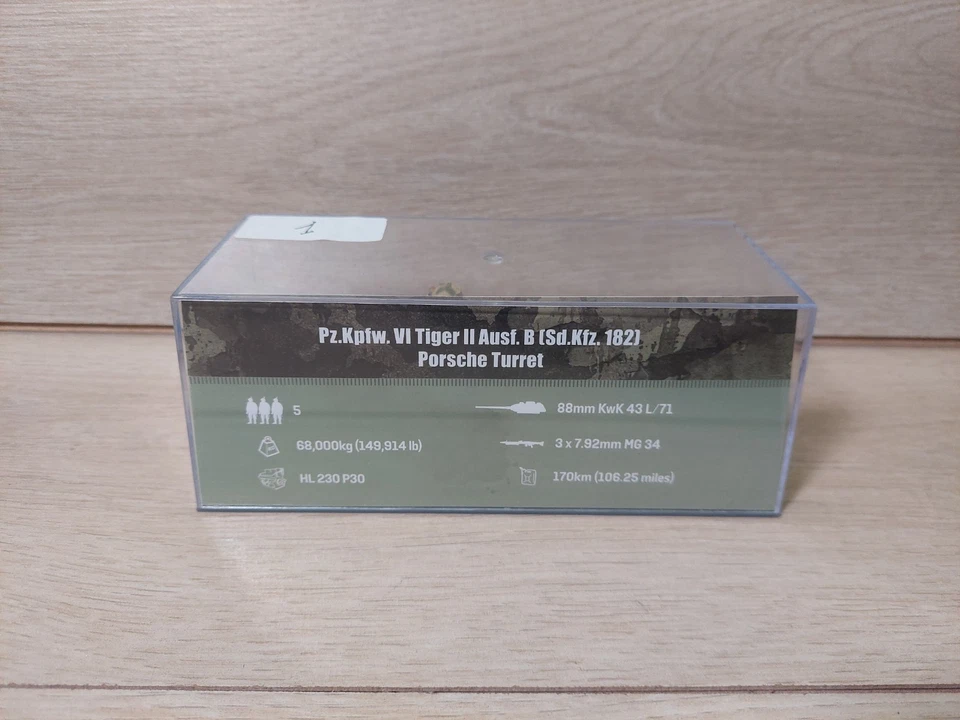 1
Pz.Kpfw. VI Tiger II Ausf. B (Sd.Kfz. 182)
Porsche Turret
5
88mm KwK 43 L/71
68,000kg (149,914 lb)
3 x 7.92mm MG 34
HL 230 P30
170km (106.25 miles)